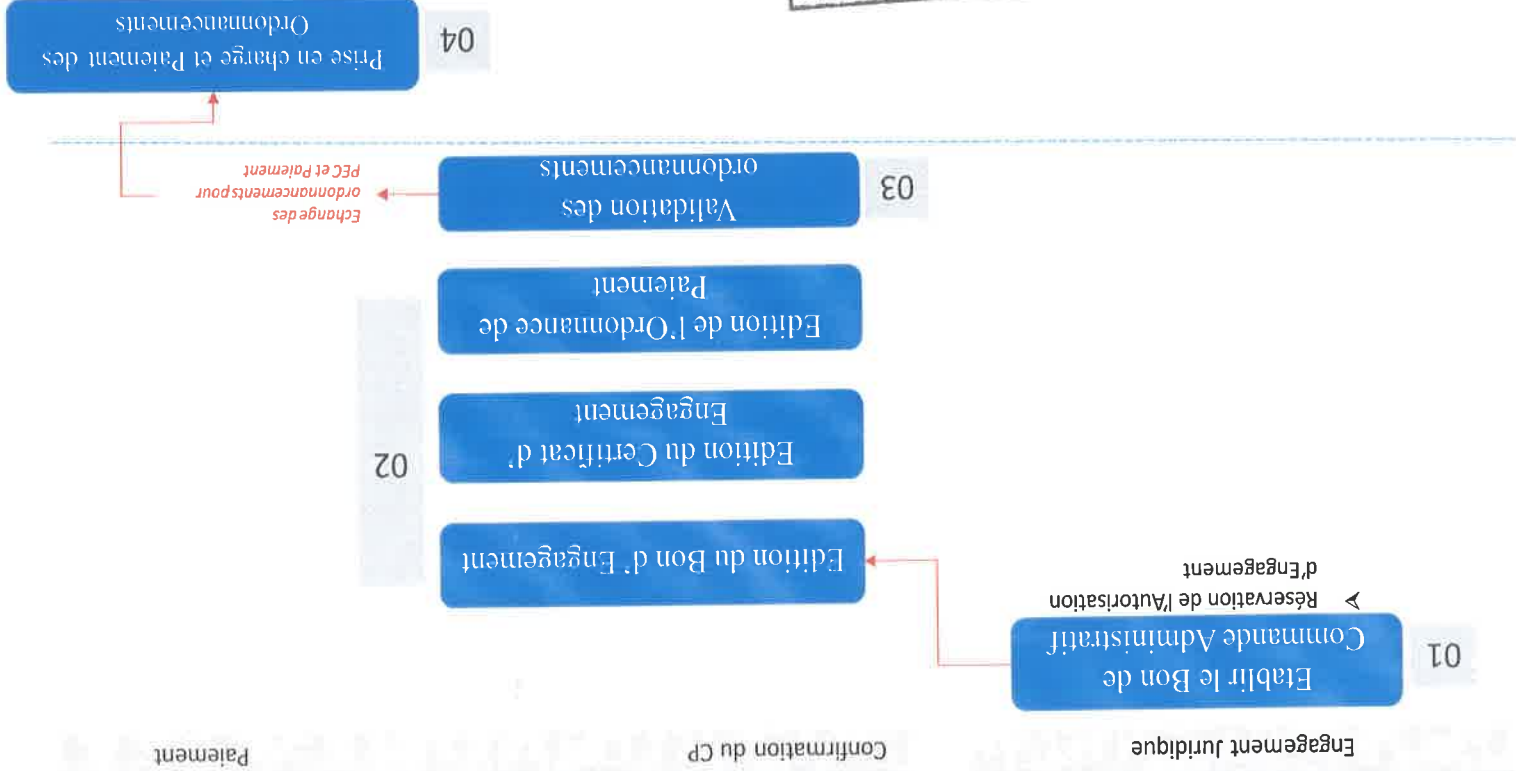 Engagement Juridique
Confirmation du CP
Paiement
01
Etablir le Bon de
Commande Administratif
➤ Réservation de l'Autorisation
d'Engagement
02
Edition du Bon d'Engagement
Edition du Certificat d'
Engagement
Edition de l'Ordonnance de
Paiement
03
Validation des
ordonnancements
Echange des
ordonnancements pour
PEC et Paiement
04
Prise en charge et Paiement des
Ordonnancements